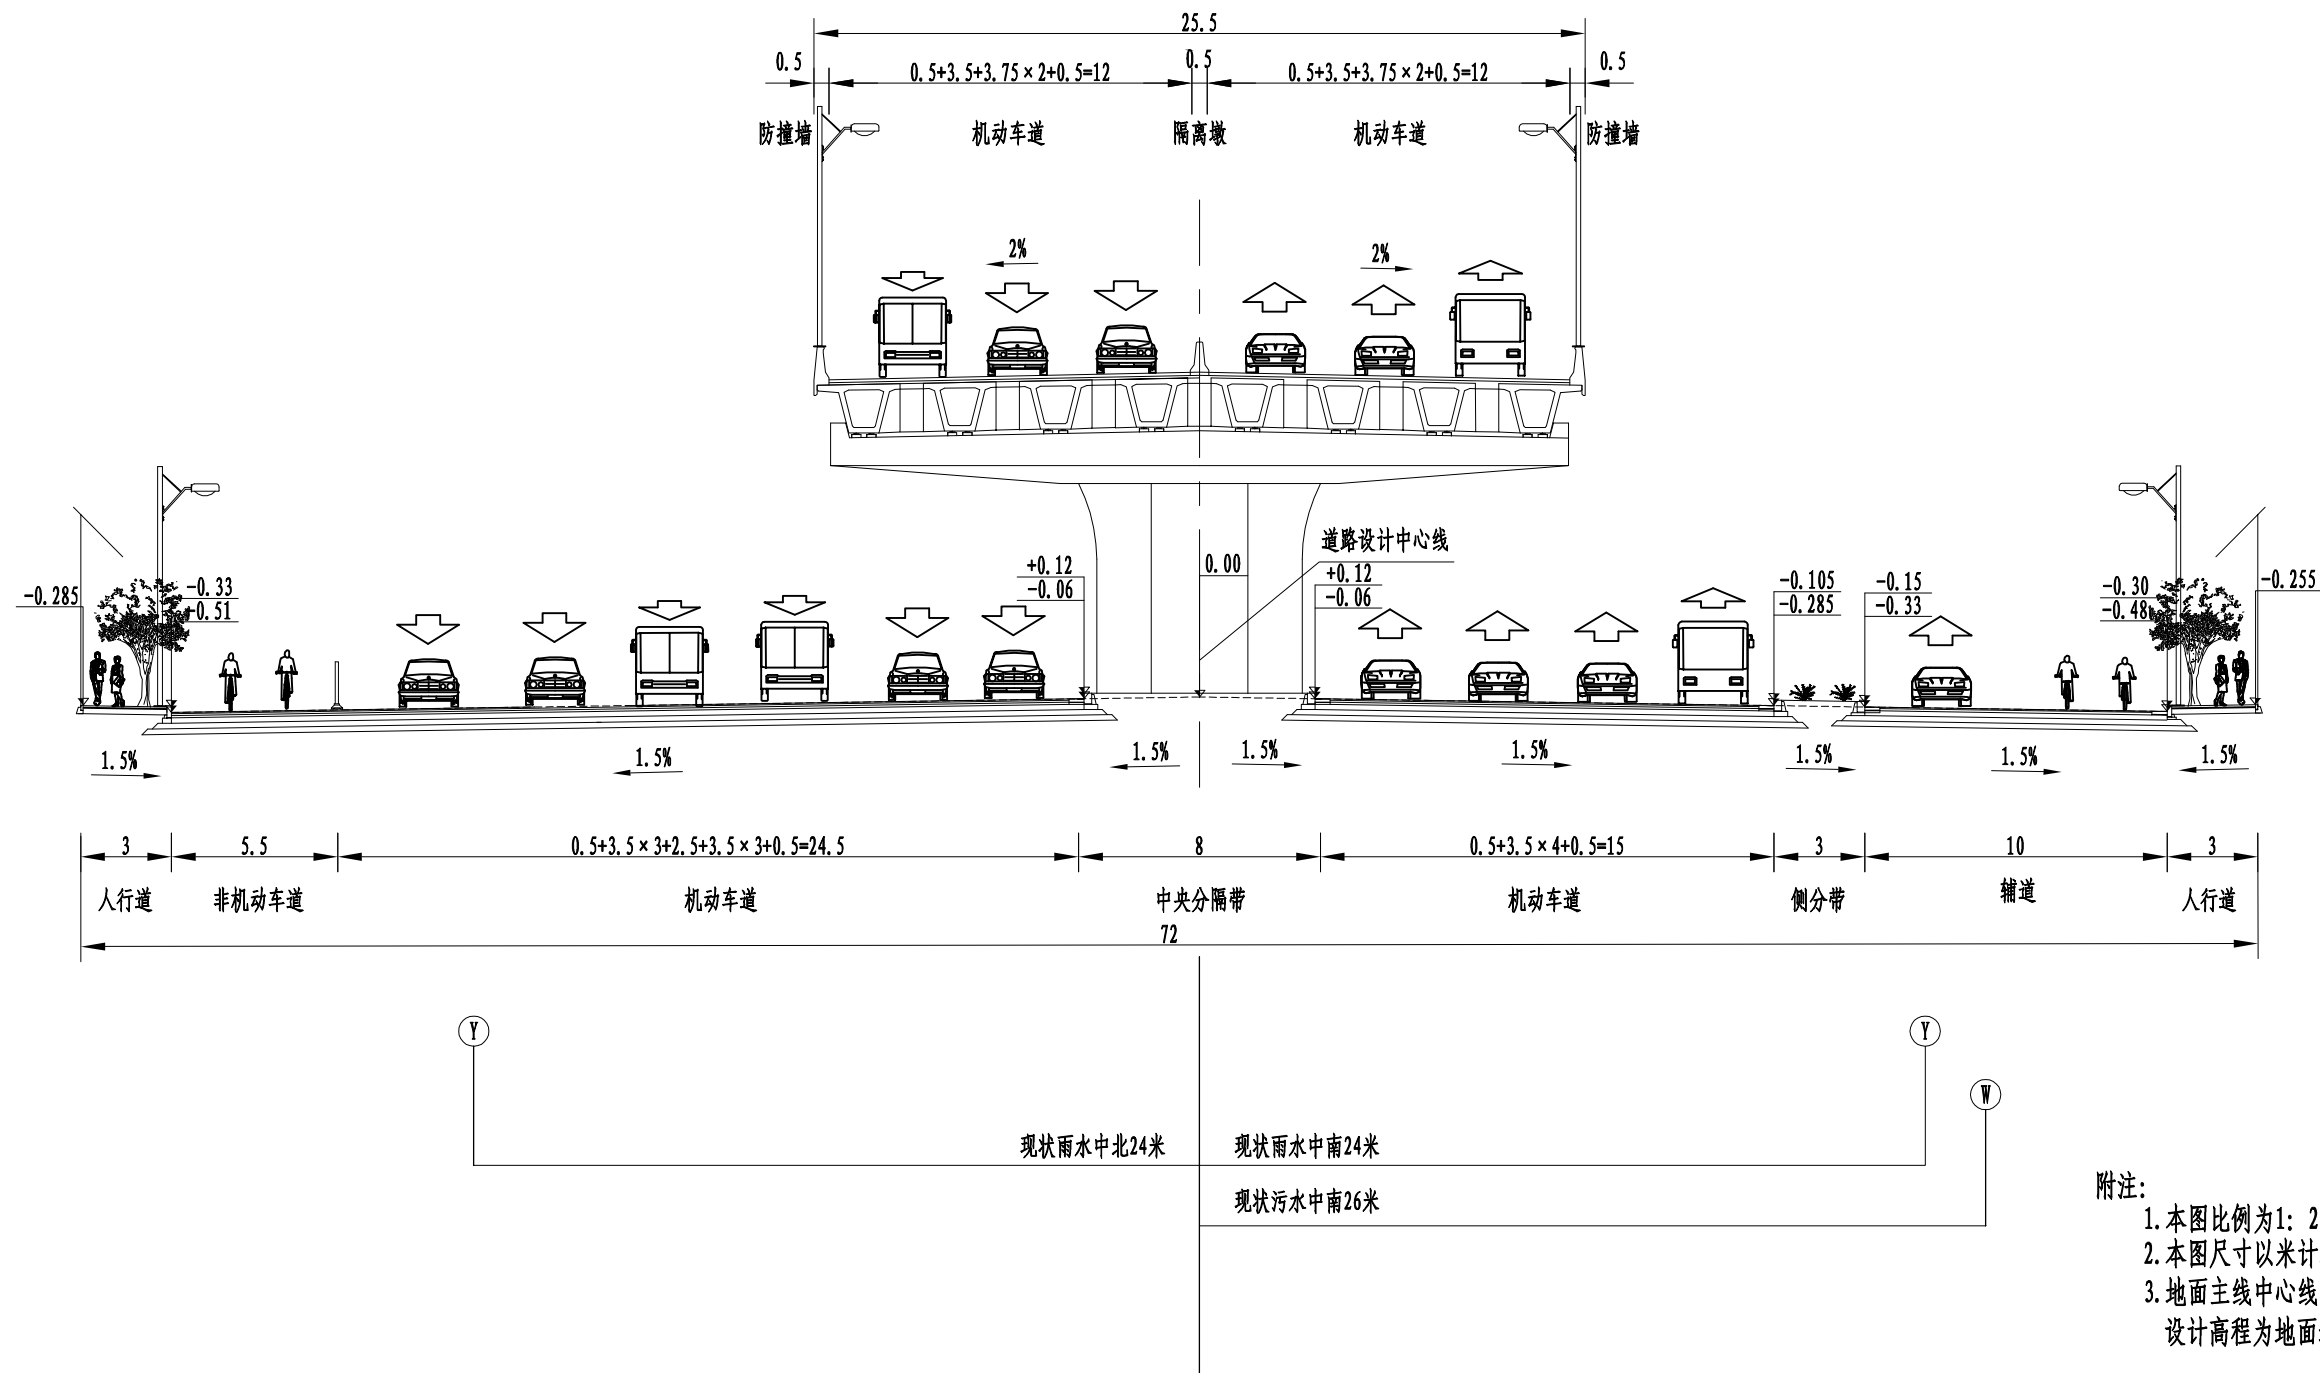 25.5
0.5
0.5+3.5+3.75×2+0.5=12
0.5
0.5+3.5+3.75×2+0.5=12
0.5
防撞墙
机动车道
隔离墩
机动车道
防撞墙
2%
2%
道路设计中心线
0.00
+0.12
-0.06
+0.12
-0.06
-0.285
-0.33
-0.51
-0.105
-0.285
-0.15
-0.33
-0.30
-0.48
-0.255
1.5%
1.5%
1.5%
1.5%
1.5%
1.5%
1.5%
1.5%
3
5.5
0.5+3.5×3+2.5+3.5×3+0.5=24.5
8
0.5+3.5×4+0.5=15
3
10
3
人行道
非机动车道
机动车道
中央分隔带
机动车道
侧分带
辅道
人行道
72
Y
Y
W
现状雨水中北24米
现状雨水中南24米
现状污水中南26米
附注:
1.本图比例为1: 2
2.本图尺寸以米计
3.地面主线中心线
设计高程为地面